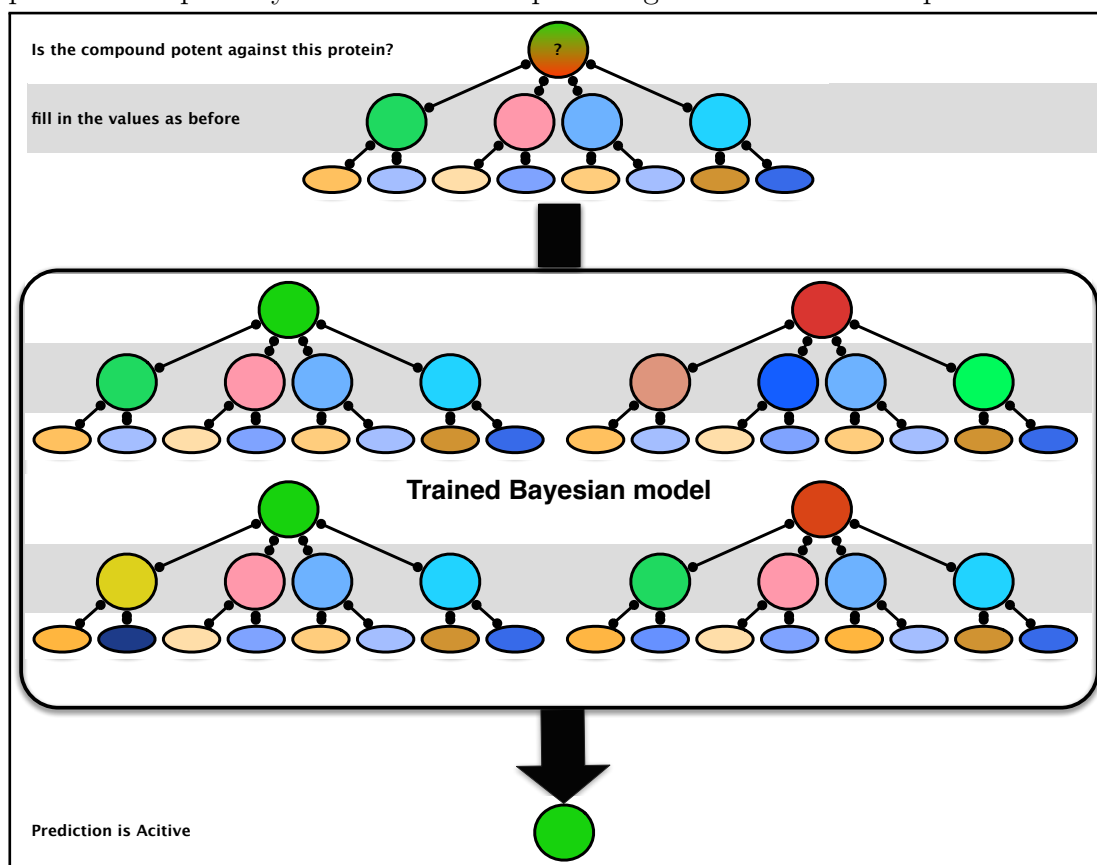 Is the compound potent against this protein?
?
fill in the values as before
Trained Bayesian model
Prediction is Acitive